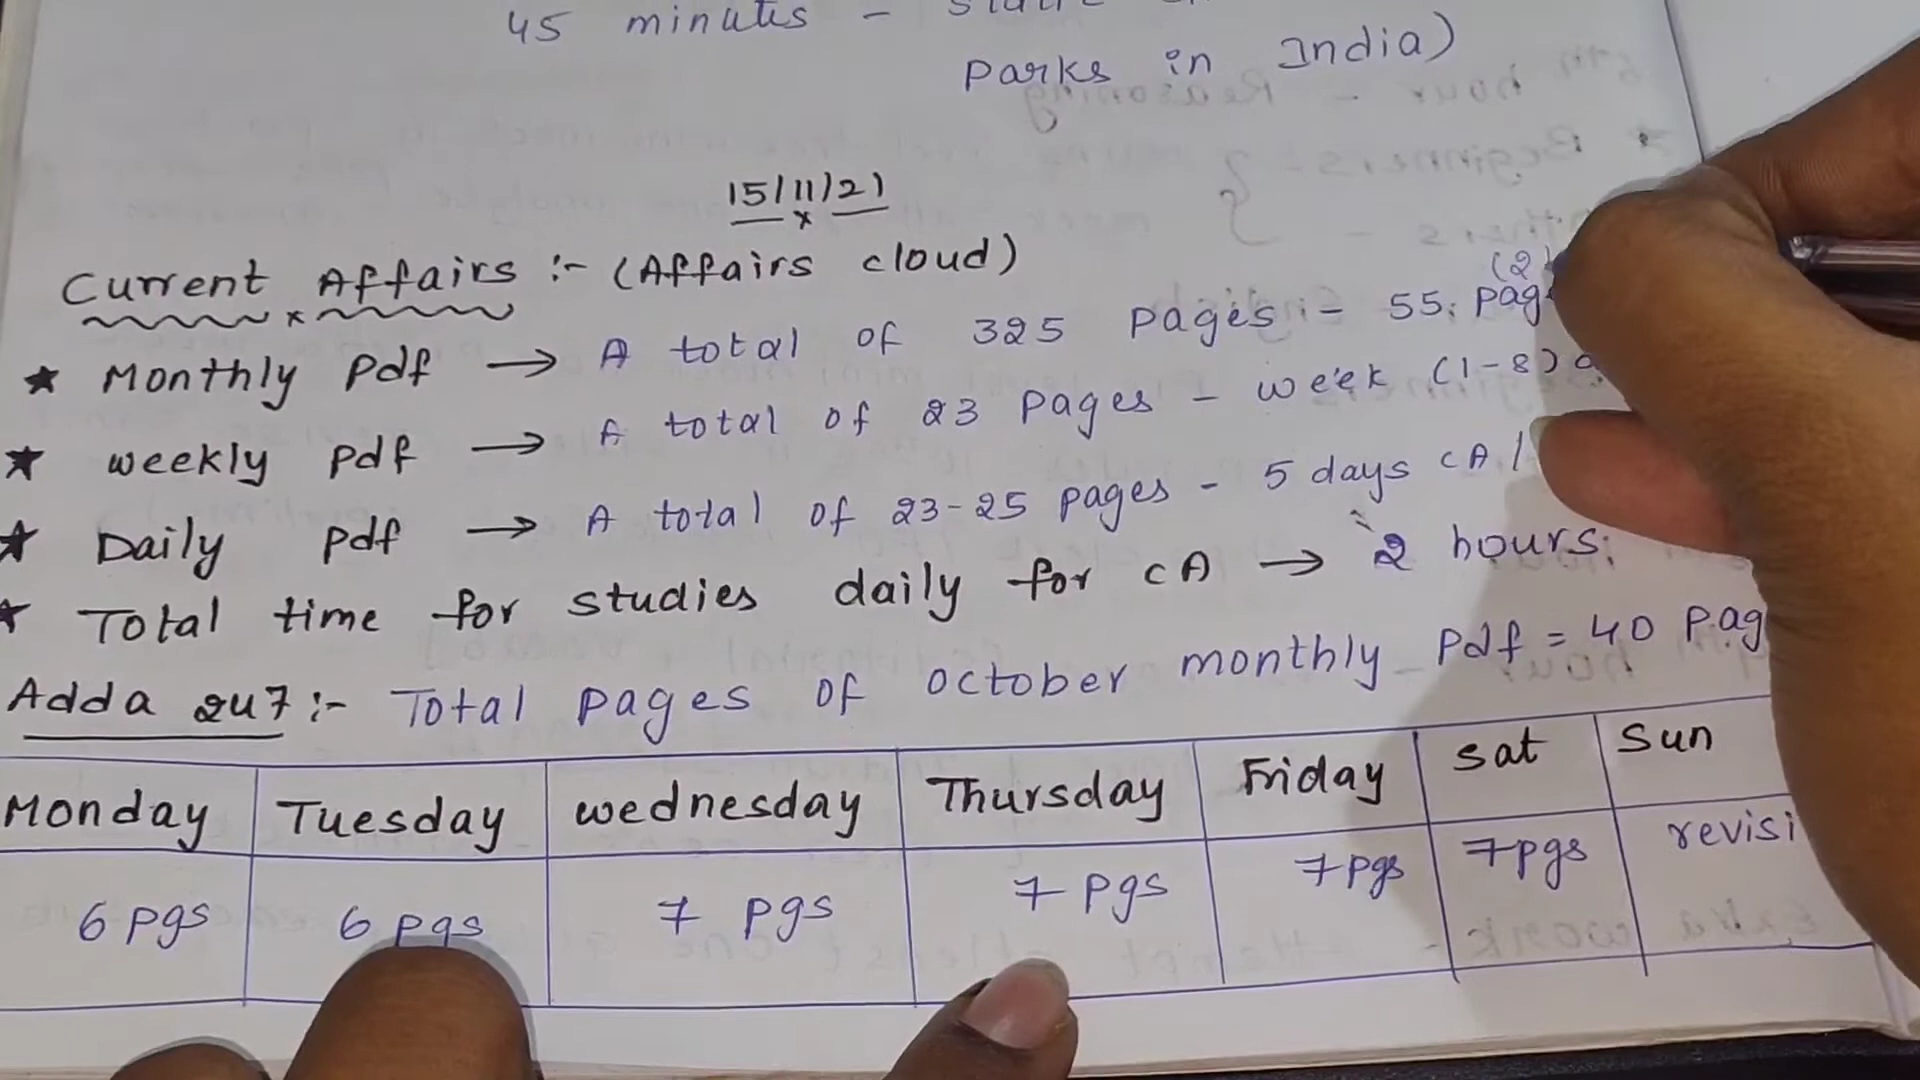 45 minutes -
Parks in India)
15/11/21
Current Affairs :- (Affairs cloud)
★ Monthly pdf → A total of 325 pages - 55 pag
★ weekly pdf → A total of 23 pages - week (1-8)
★ Daily pdf → A total of 23-25 pages - 5 days CA
★ Total time for studies daily for CA → 2 hours
Adda 247 :- Total pages of october monthly pdf = 40 pag
Monday Tuesday wednesday Thursday Friday sat sun
6 pgs 6 pgs 7 pgs 7 pgs 7 pgs 7 pgs revisi